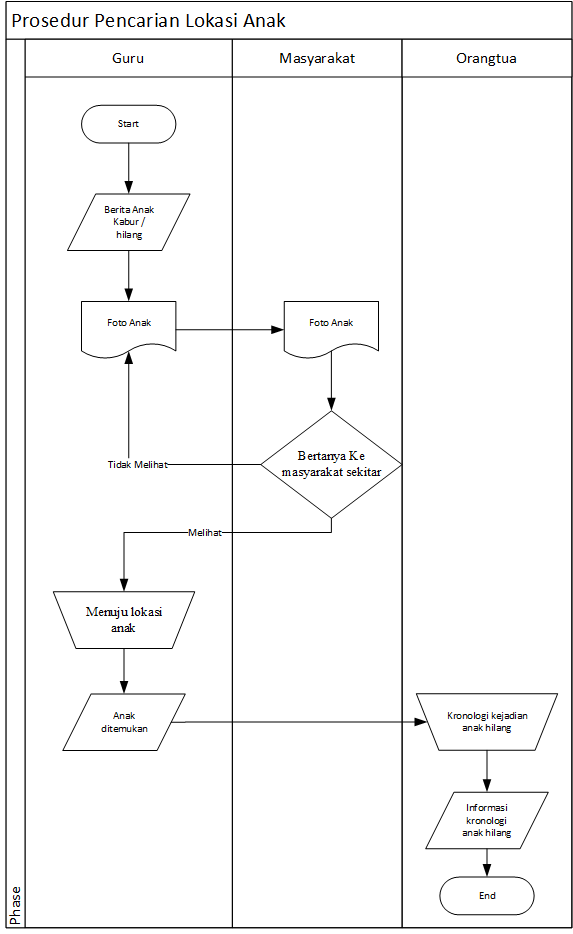 Prosedur Pencarian Lokasi Anak
Guru
Masyarakat
Orangtua
Start
Berita Anak
Kabur /
hilang
Foto Anak
Foto Anak
Bertanya Ke
masyarakat sekitar
Tidak Melihat
Melihat
Menuju lokasi
anak
Anak
ditemukan
Kronologi kejadian
anak hilang
Informasi
kronologi
anak hilang
End
Phase